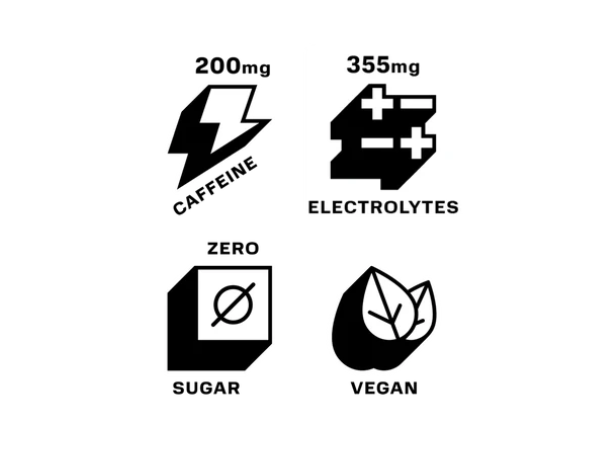 200mg
CAFFEINE
355mg
ELECTROLYTES
ZERO
SUGAR
VEGAN